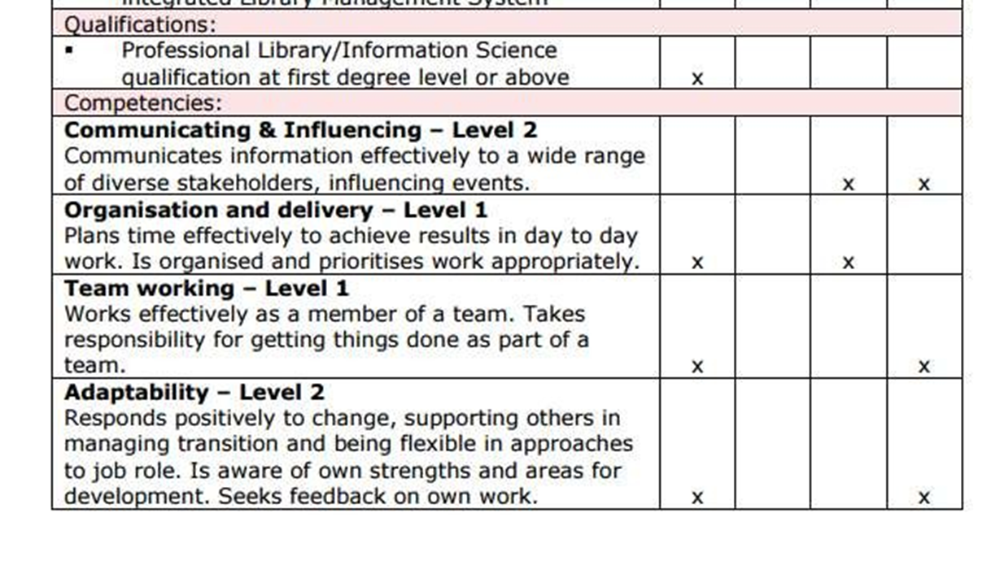 Integrated Library Management System
Qualifications:
▪ Professional Library/Information Science
qualification at first degree level or above x
Competencies:
Communicating & Influencing – Level 2
Communicates information effectively to a wide range
of diverse stakeholders, influencing events. x x
Organisation and delivery – Level 1
Plans time effectively to achieve results in day to day
work. Is organised and prioritises work appropriately. x x
Team working – Level 1
Works effectively as a member of a team. Takes
responsibility for getting things done as part of a
team. x x
Adaptability – Level 2
Responds positively to change, supporting others in
managing transition and being flexible in approaches
to job role. Is aware of own strengths and areas for
development. Seeks feedback on own work. x x